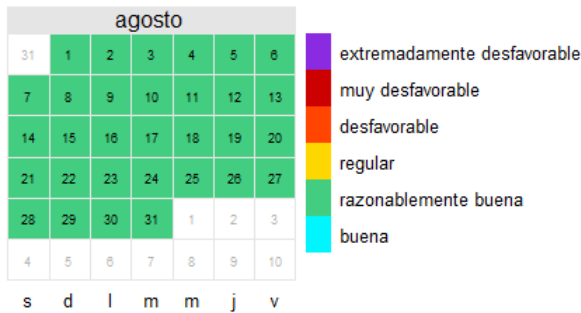 agosto
31 1 2 3 4 5 6
7 8 9 10 11 12 13
14 15 16 17 18 19 20
21 22 23 24 25 26 27
28 29 30 31 1 2 3
4 5 6 7 8 9 10
s d l m m j v
extremadamente desfavorable
muy desfavorable
desfavorable
regular
razonablemente buena
buena